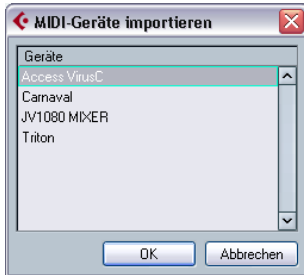 MIDI-Geräte importieren
Geräte
Access VirusC
Carnaval
JV1080 MIXER
Triton
OK
Abbrechen